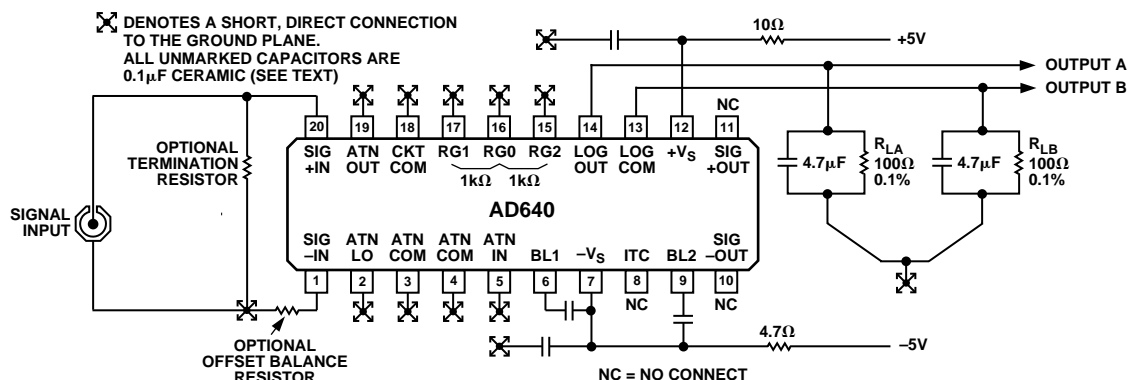 DENOTES A SHORT, DIRECT CONNECTION
TO THE GROUND PLANE.
ALL UNMARKED CAPACITORS ARE
0.1µF CERAMIC (SEE TEXT)
10Ω
+5V
OUTPUT A
OUTPUT B
NC
20 19 18 17 16 15 14 13 12 11
SIG +IN
ATN OUT
CKT COM
RG1
RG0
RG2
LOG OUT
LOG COM
+VS
SIG +OUT
1kΩ 1kΩ
AD640
OPTIONAL
TERMINATION
RESISTOR
SIGNAL
INPUT
4.7µF
RLA
100Ω
0.1%
4.7µF
RLB
100Ω
0.1%
SIG –IN
ATN LO
ATN COM
ATN COM
ATN IN
BL1
–VS
ITC
BL2
SIG –OUT
1 2 3 4 5 6 7 8 9 10
NC
NC
OPTIONAL
OFFSET BALANCE
RESISTOR
4.7Ω
–5V
NC = NO CONNECT